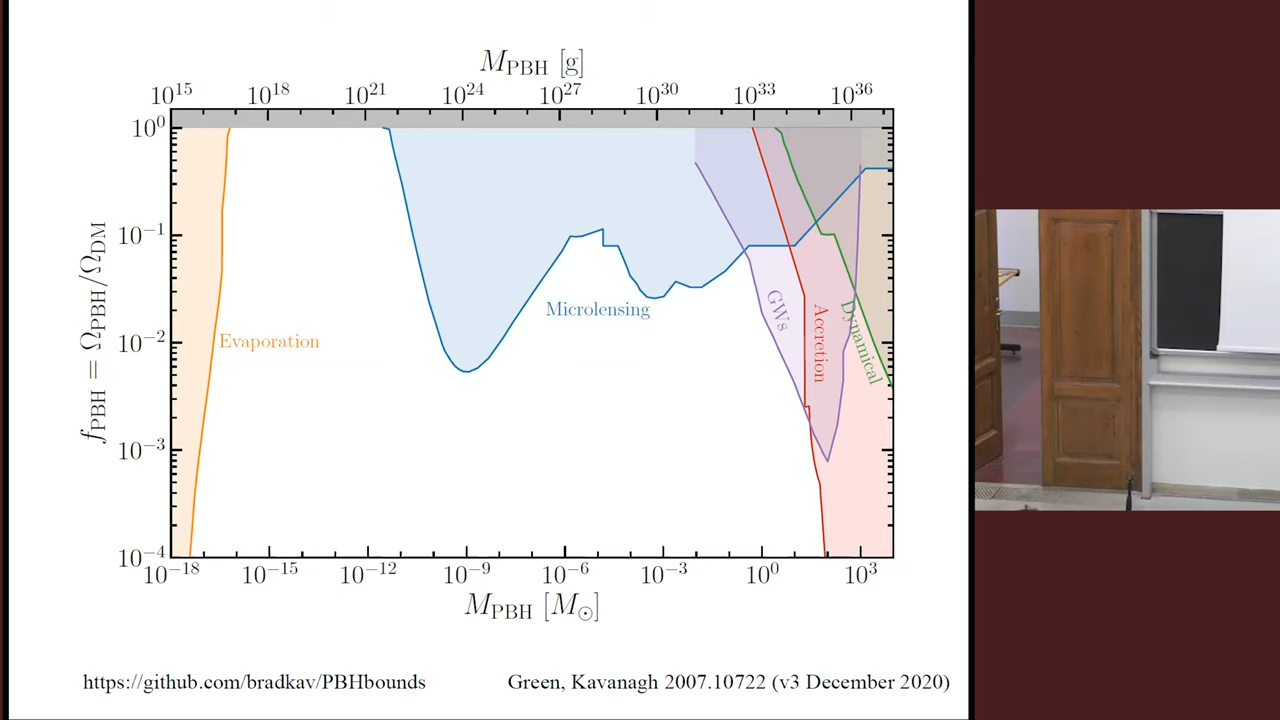 M_PBH [g]
10^15 10^18 10^21 10^24 10^27 10^30 10^33 10^36
10^0
10^-1
10^-2
10^-3
10^-4
f_PBH = Ω_PBH/Ω_DM
Evaporation
Microlensing
GWs
Accretion
Dynamical
10^-18 10^-15 10^-12 10^-9 10^-6 10^-3 10^0 10^3
M_PBH [M_⊙]
https://github.com/bradkav/PBHbounds
Green, Kavanagh 2007.10722 (v3 December 2020)